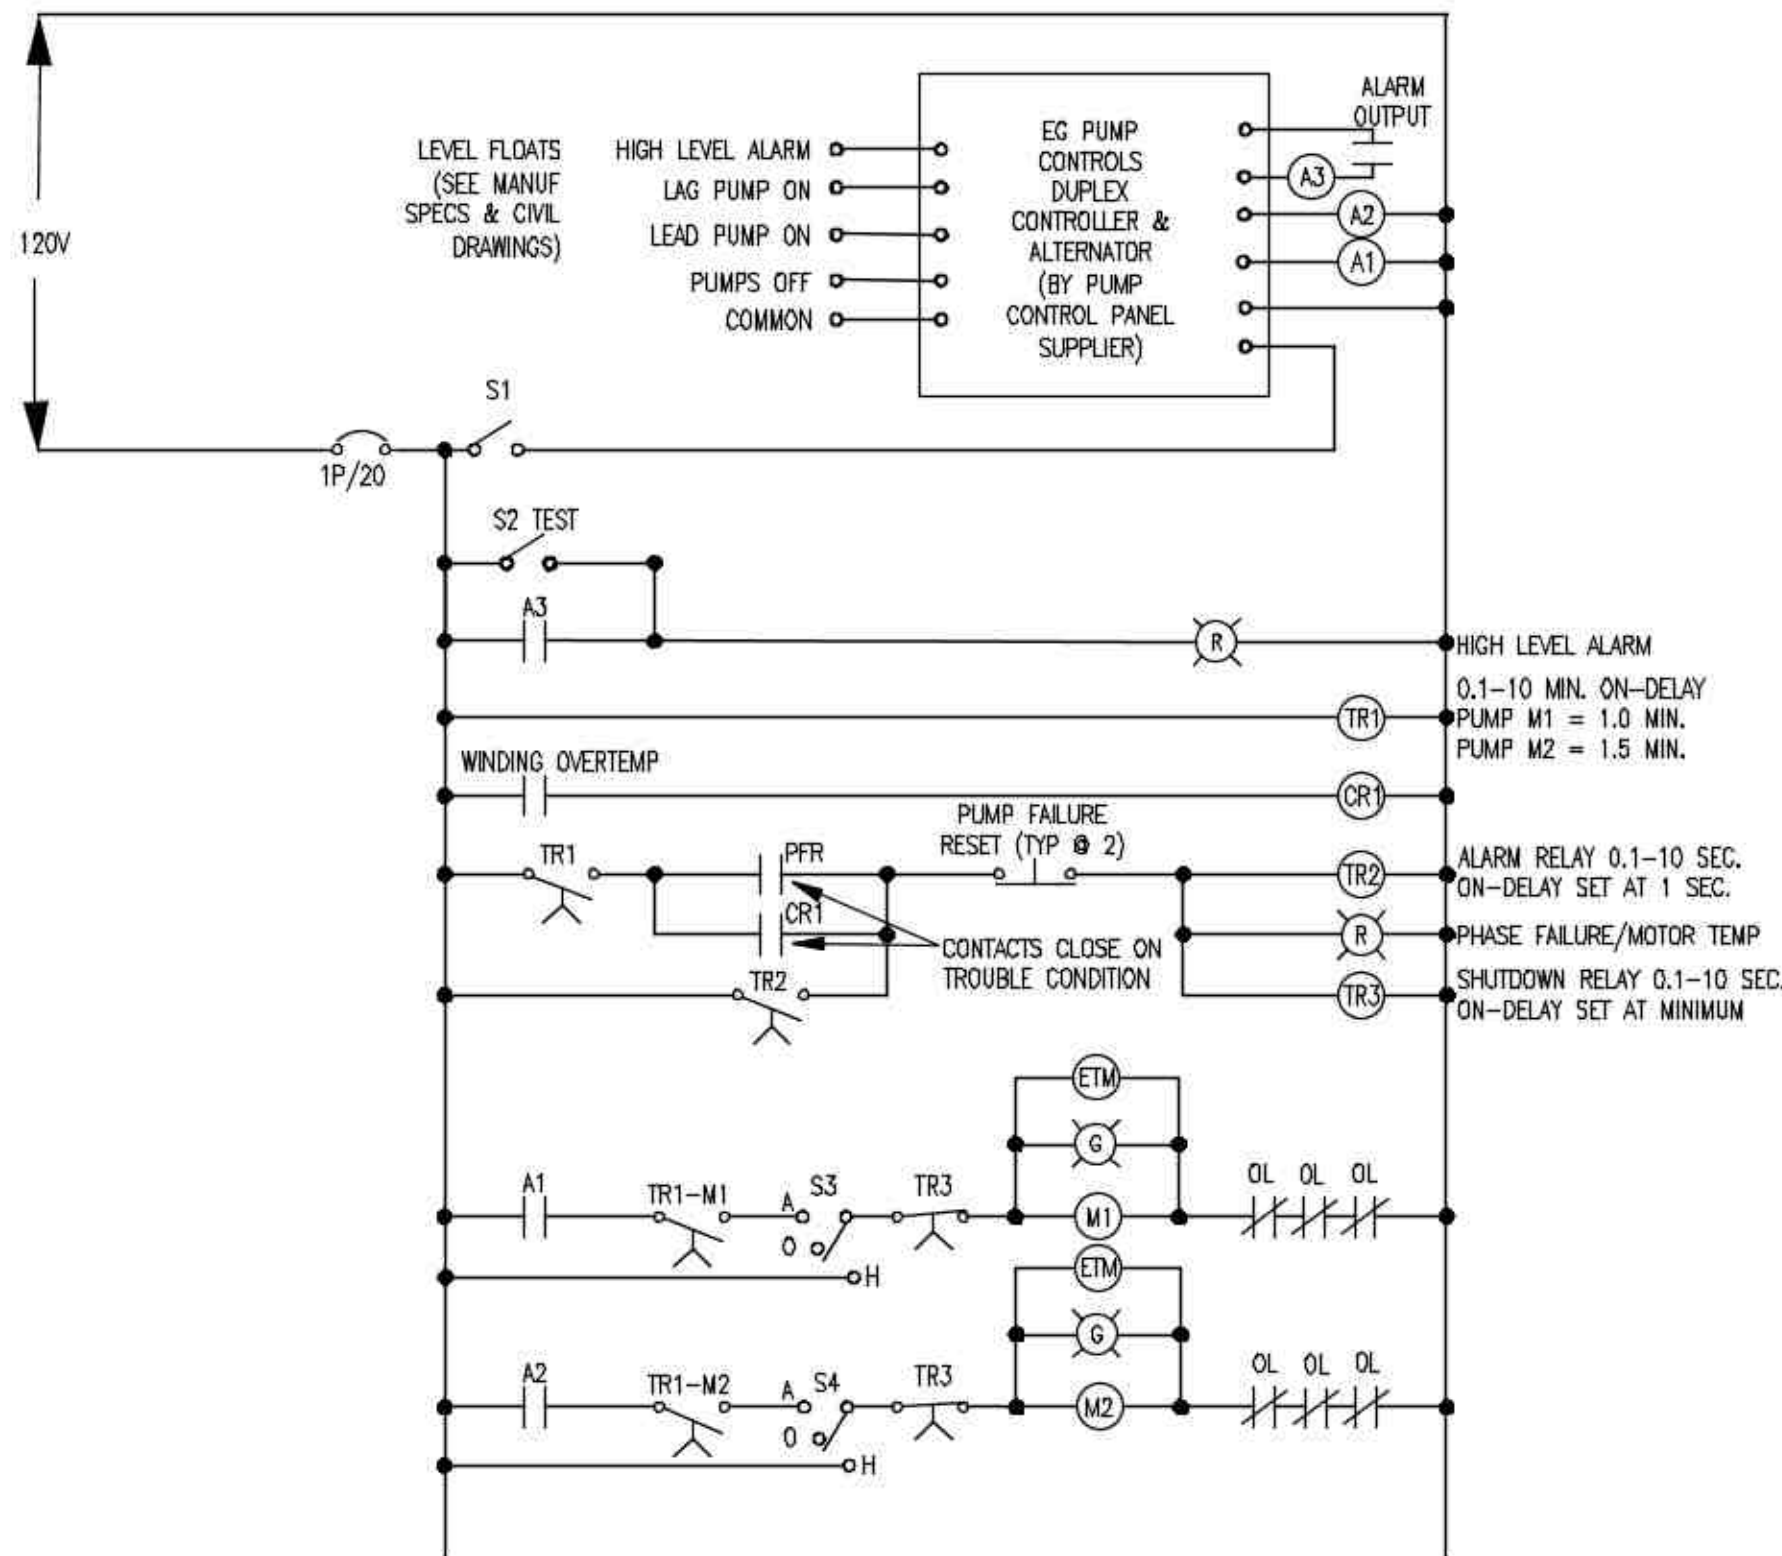 120V
LEVEL FLOATS
(SEE MANUF
SPECS & CIVIL
DRAWINGS)
HIGH LEVEL ALARM
LAG PUMP ON
LEAD PUMP ON
PUMPS OFF
COMMON
EG PUMP
CONTROLS
DUPLEX
CONTROLLER &
ALTERNATOR
(BY PUMP
CONTROL PANEL
SUPPLIER)
ALARM
OUTPUT
A3
A2
A1
S1
1P/20
S2 TEST
A3
R
HIGH LEVEL ALARM
0.1-10 MIN. ON-DELAY
TR1
PUMP M1 = 1.0 MIN.
PUMP M2 = 1.5 MIN.
WINDING OVERTEMP
CR1
PUMP FAILURE
RESET (TYP @ 2)
TR1
PFR
TR2
ALARM RELAY 0.1-10 SEC.
ON-DELAY SET AT 1 SEC.
CR1
CONTACTS CLOSE ON
TROUBLE CONDITION
R
PHASE FAILURE/MOTOR TEMP
TR2
TR3
SHUTDOWN RELAY 0.1-10 SEC.
ON-DELAY SET AT MINIMUM
ETM
G
A1
TR1-M1
A
S3
O
H
TR3
M1
OL
OL
OL
ETM
G
A2
TR1-M2
A
S4
O
H
TR3
M2
OL
OL
OL